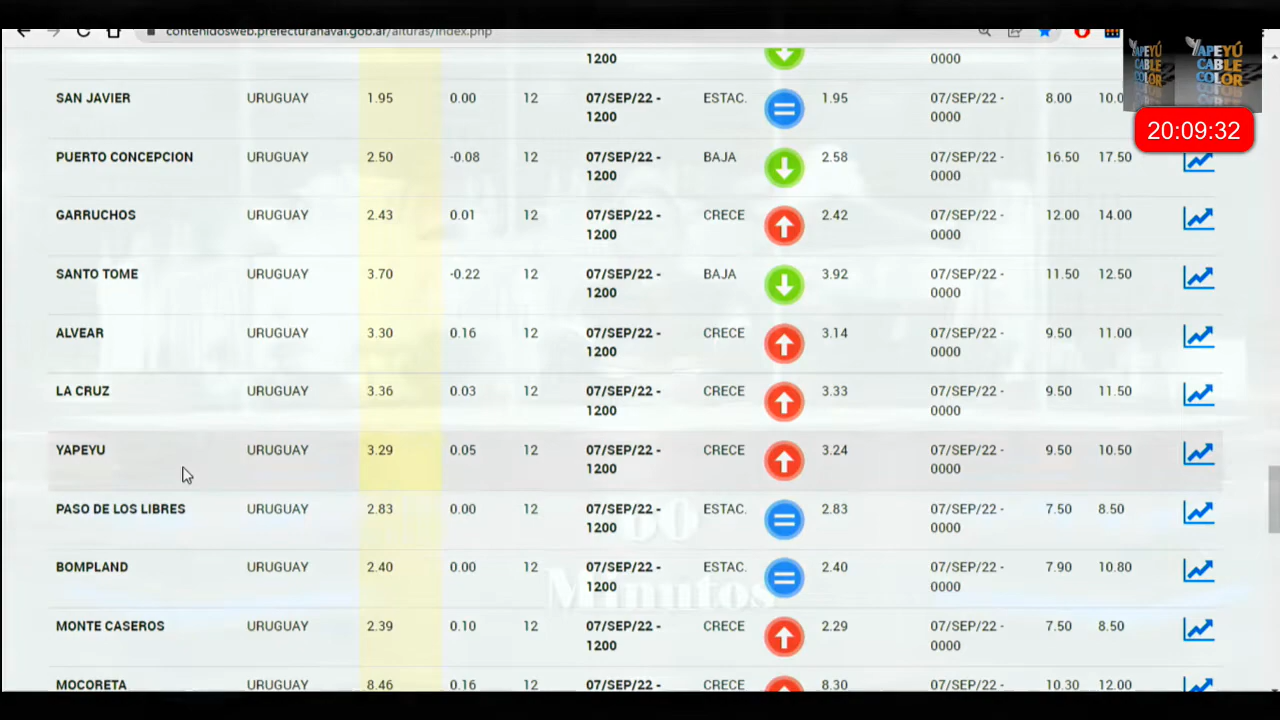 contenidosweb.prefecturanaval.gob.ar/alturas/index.php
YAPEYÚ CABLE COLOR YAPEYÚ CABLE COLOR
20:09:32
1200 0000
SAN JAVIER URUGUAY 1.95 0.00 12 07/SEP/22 - 1200 ESTAC. 1.95 07/SEP/22 - 0000 8.00 10.0
PUERTO CONCEPCION URUGUAY 2.50 -0.08 12 07/SEP/22 - 1200 BAJA 2.58 07/SEP/22 - 0000 16.50 17.50
GARRUCHOS URUGUAY 2.43 0.01 12 07/SEP/22 - 1200 CRECE 2.42 07/SEP/22 - 0000 12.00 14.00
SANTO TOME URUGUAY 3.70 -0.22 12 07/SEP/22 - 1200 BAJA 3.92 07/SEP/22 - 0000 11.50 12.50
ALVEAR URUGUAY 3.30 0.16 12 07/SEP/22 - 1200 CRECE 3.14 07/SEP/22 - 0000 9.50 11.00
LA CRUZ URUGUAY 3.36 0.03 12 07/SEP/22 - 1200 CRECE 3.33 07/SEP/22 - 0000 9.50 11.50
YAPEYU URUGUAY 3.29 0.05 12 07/SEP/22 - 1200 CRECE 3.24 07/SEP/22 - 0000 9.50 10.50
PASO DE LOS LIBRES URUGUAY 2.83 0.00 12 07/SEP/22 - 1200 ESTAC. 2.83 07/SEP/22 - 0000 7.50 8.50
BOMPLAND URUGUAY 2.40 0.00 12 07/SEP/22 - 1200 ESTAC. 2.40 07/SEP/22 - 0000 7.90 10.80
MONTE CASEROS URUGUAY 2.39 0.10 12 07/SEP/22 - 1200 CRECE 2.29 07/SEP/22 - 0000 7.50 8.50
MOCORETA URUGUAY 8.46 0.16 12 07/SEP/22 - CRECE 8.30 07/SEP/22 - 10.30 12.00
60
Minutos